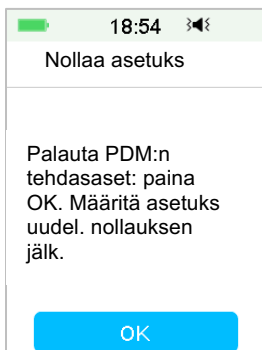 18:54
Nollaa asetuks
Palauta PDM:n
tehdasaset: paina
OK. Määritä asetuks
uudel. nollauksen
jälk.
OK